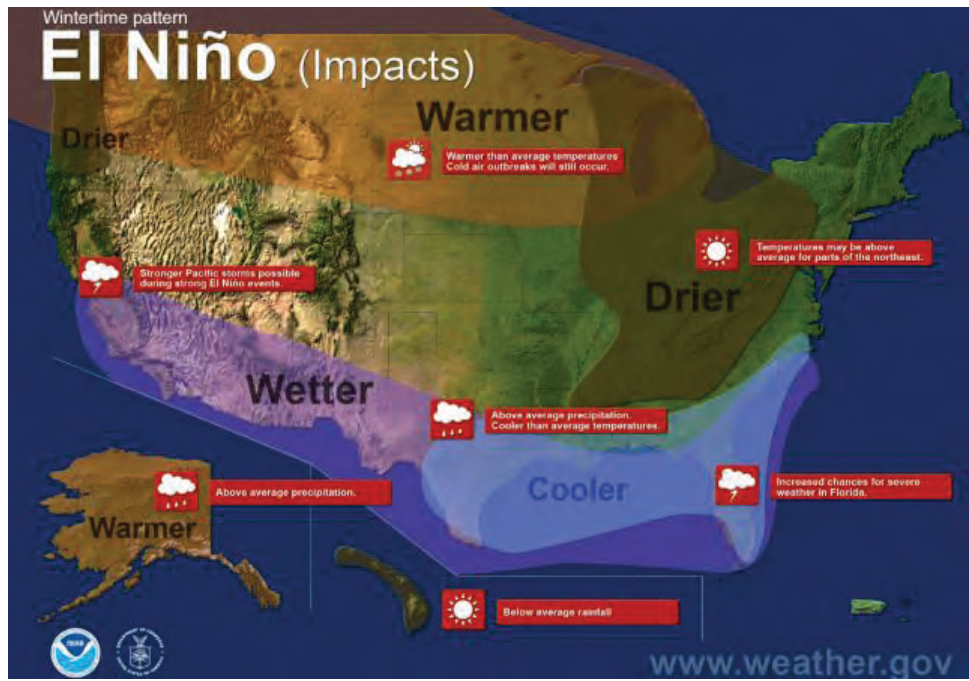 Wintertime pattern
El Niño (Impacts)
Drier
Warmer
Warmer than average temperatures
Cold air outbreaks will still occur.
Stronger Pacific storms possible
during strong El Niño events.
Temperatures may be above
average for parts of the northeast.
Drier
Wetter
Above average precipitation.
Cooler than average temperatures.
Cooler
Increased chances for severe
weather in Florida.
Above average precipitation.
Warmer
Below average rainfall
www.weather.gov